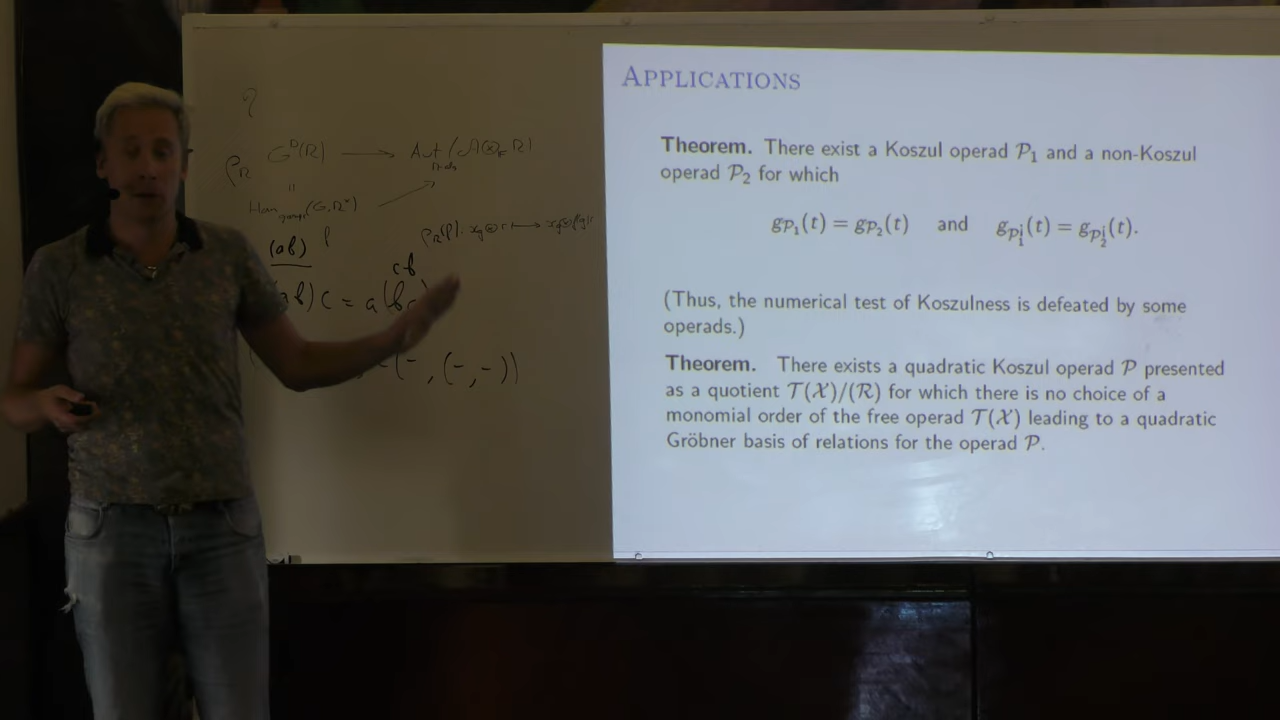 APPLICATIONS
Theorem. There exist a Koszul operad 𝒫₁ and a non-Koszul
operad 𝒫₂ for which
g𝒫₁(t) = g𝒫₂(t) and g𝒫₁¡(t) = g𝒫₂¡(t).
(Thus, the numerical test of Koszulness is defeated by some
operads.)
Theorem. There exists a quadratic Koszul operad 𝒫 presented
as a quotient 𝒯(𝒳)/(ℛ) for which there is no choice of a
monomial order of the free operad 𝒯(𝒳) leading to a quadratic
Gröbner basis of relations for the operad 𝒫.
η
ρ_R G^D(R) → Aut (A⊗_F R)
Hom (G, R^×)
(ab)
cb
c = a(b
(-, (-,-))